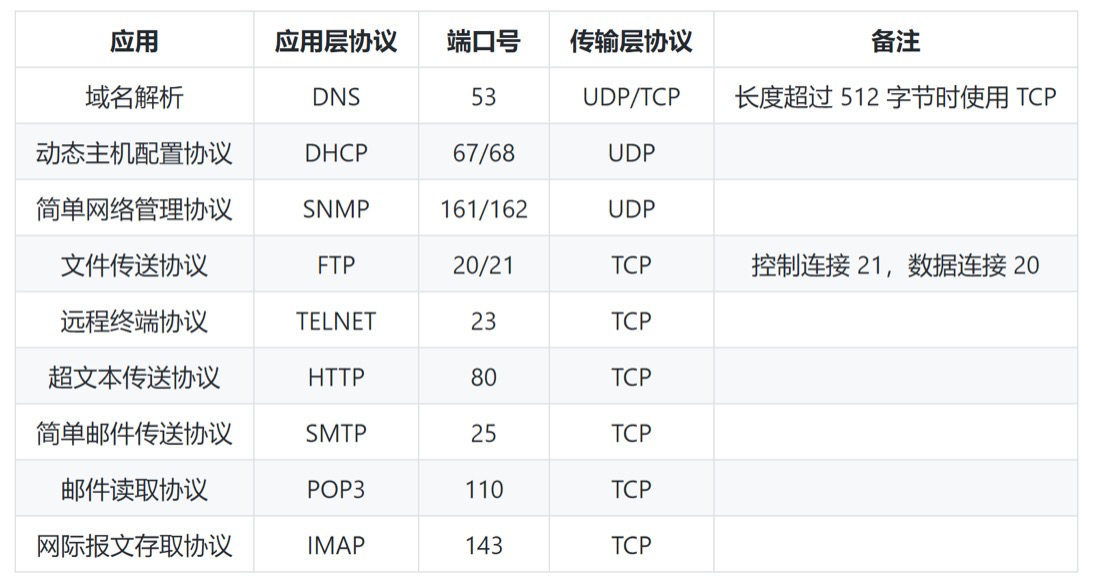 应用 应用层协议 端口号 传输层协议 备注
域名解析 DNS 53 UDP/TCP 长度超过 512 字节时使用 TCP
动态主机配置协议 DHCP 67/68 UDP
简单网络管理协议 SNMP 161/162 UDP
文件传送协议 FTP 20/21 TCP 控制连接 21，数据连接 20
远程终端协议 TELNET 23 TCP
超文本传送协议 HTTP 80 TCP
简单邮件传送协议 SMTP 25 TCP
邮件读取协议 POP3 110 TCP
网际报文存取协议 IMAP 143 TCP